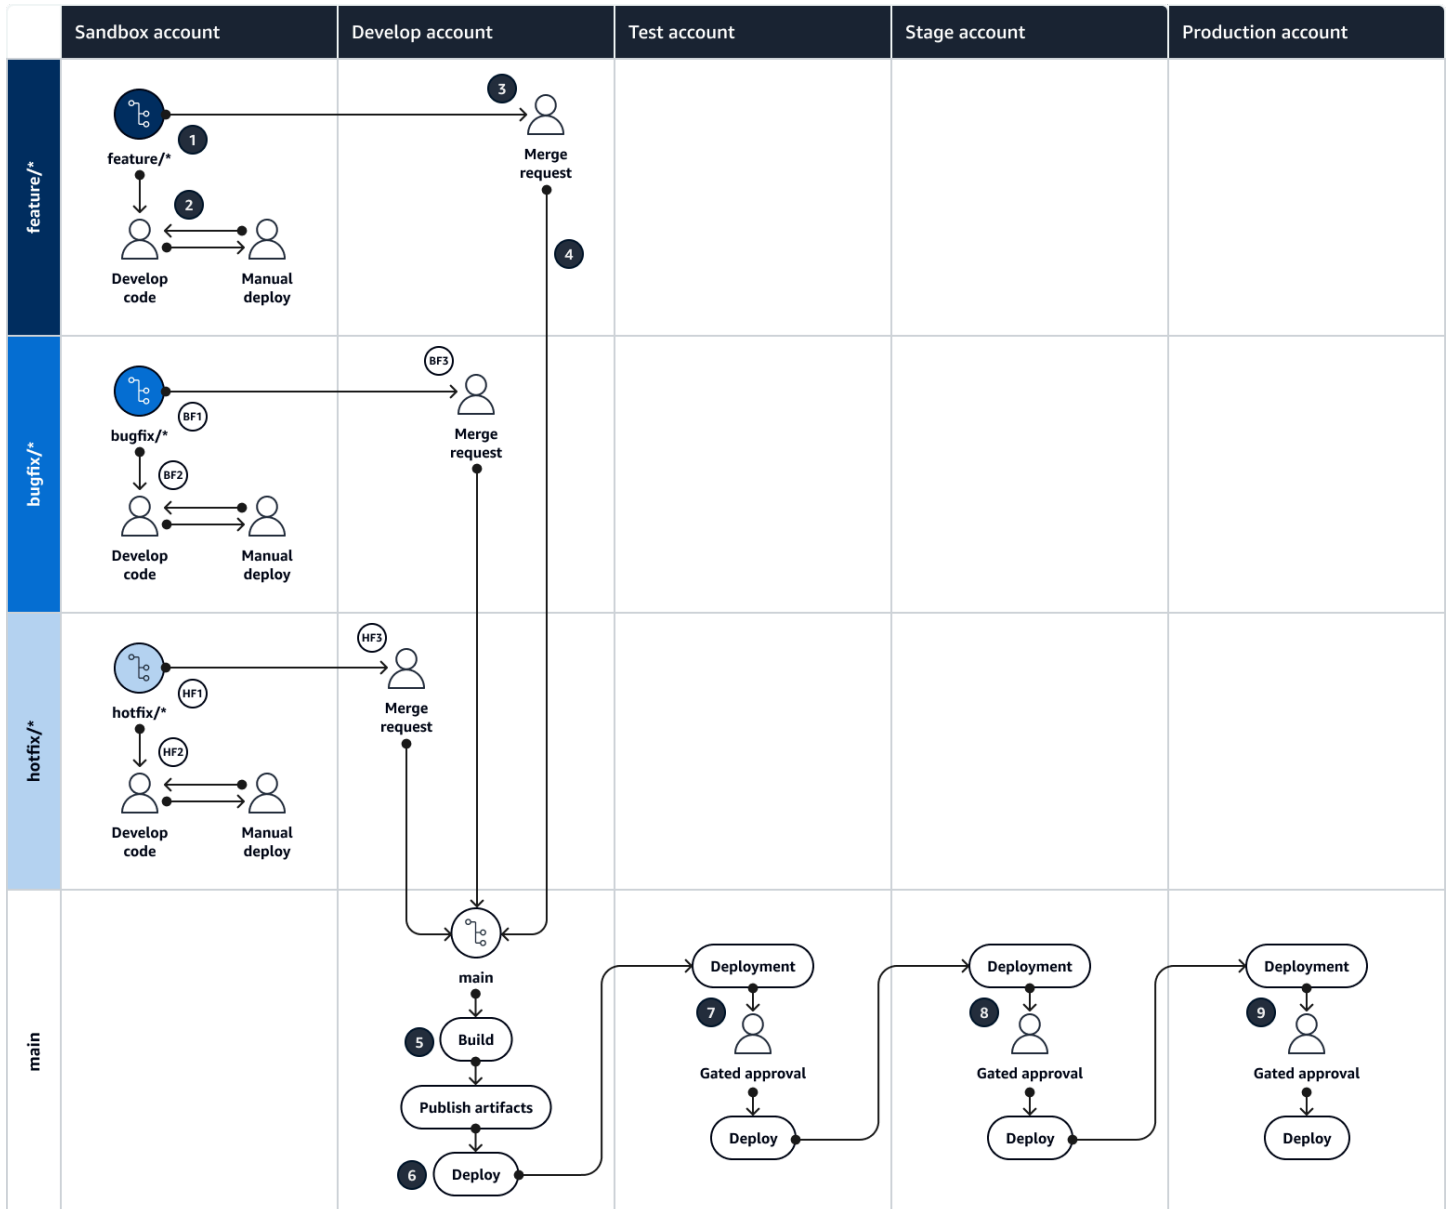 Sandbox account
Develop account
Test account
Stage account
Production account
feature/*
3
1
feature/*
Merge
request
2
4
Develop
code
Manual
deploy
bugfix/*
BF3
BF1
bugfix/*
Merge
request
BF2
Develop
code
Manual
deploy
hotfix/*
HF3
HF1
hotfix/*
Merge
request
HF2
Develop
code
Manual
deploy
main
main
5
Build
Publish artifacts
6
Deploy
Deployment
7
Gated approval
Deploy
Deployment
8
Gated approval
Deploy
Deployment
9
Gated approval
Deploy